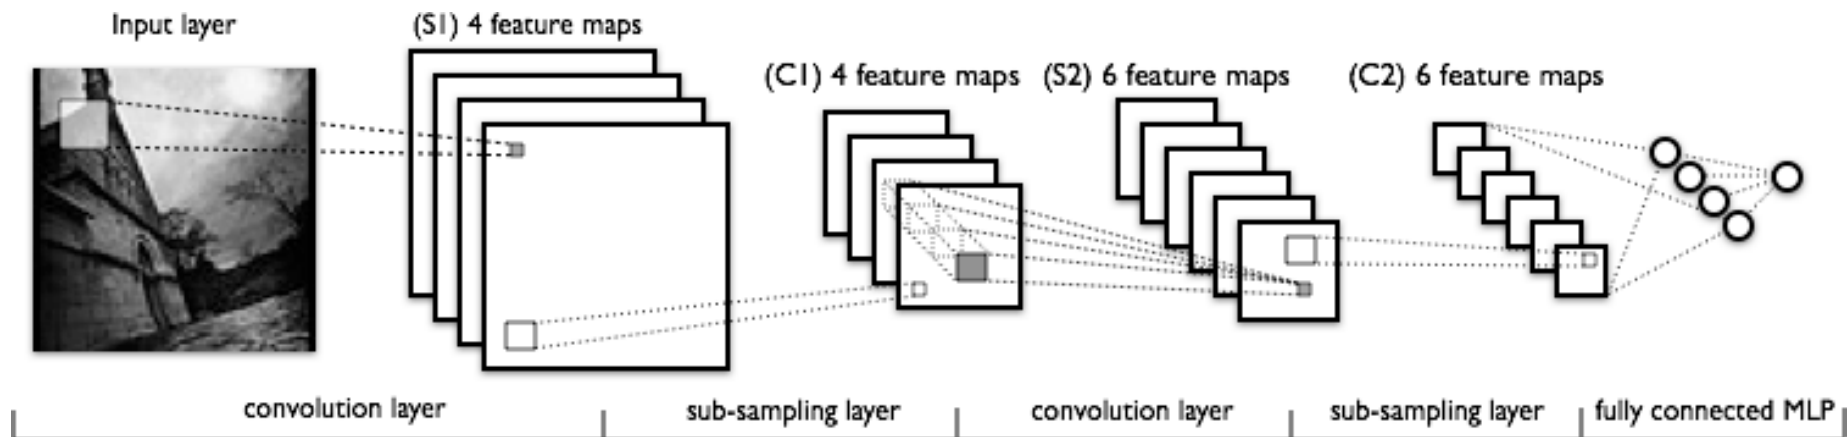 Input layer
(S1) 4 feature maps
(C1) 4 feature maps
(S2) 6 feature maps
(C2) 6 feature maps
convolution layer
sub-sampling layer
convolution layer
sub-sampling layer
fully connected MLP